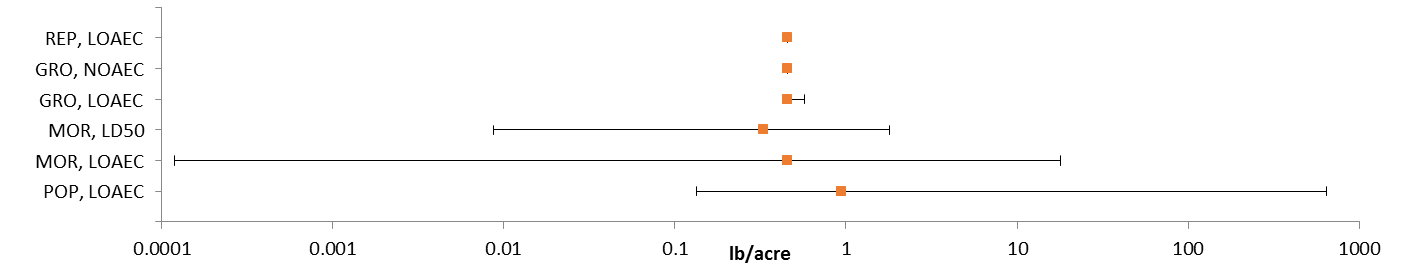 REP, LOAEC
GRO, NOAEC
GRO, LOAEC
MOR, LD50
MOR, LOAEC
POP, LOAEC
0.0001 0.001 0.01 0.1 1 10 100 1000
lb/acre